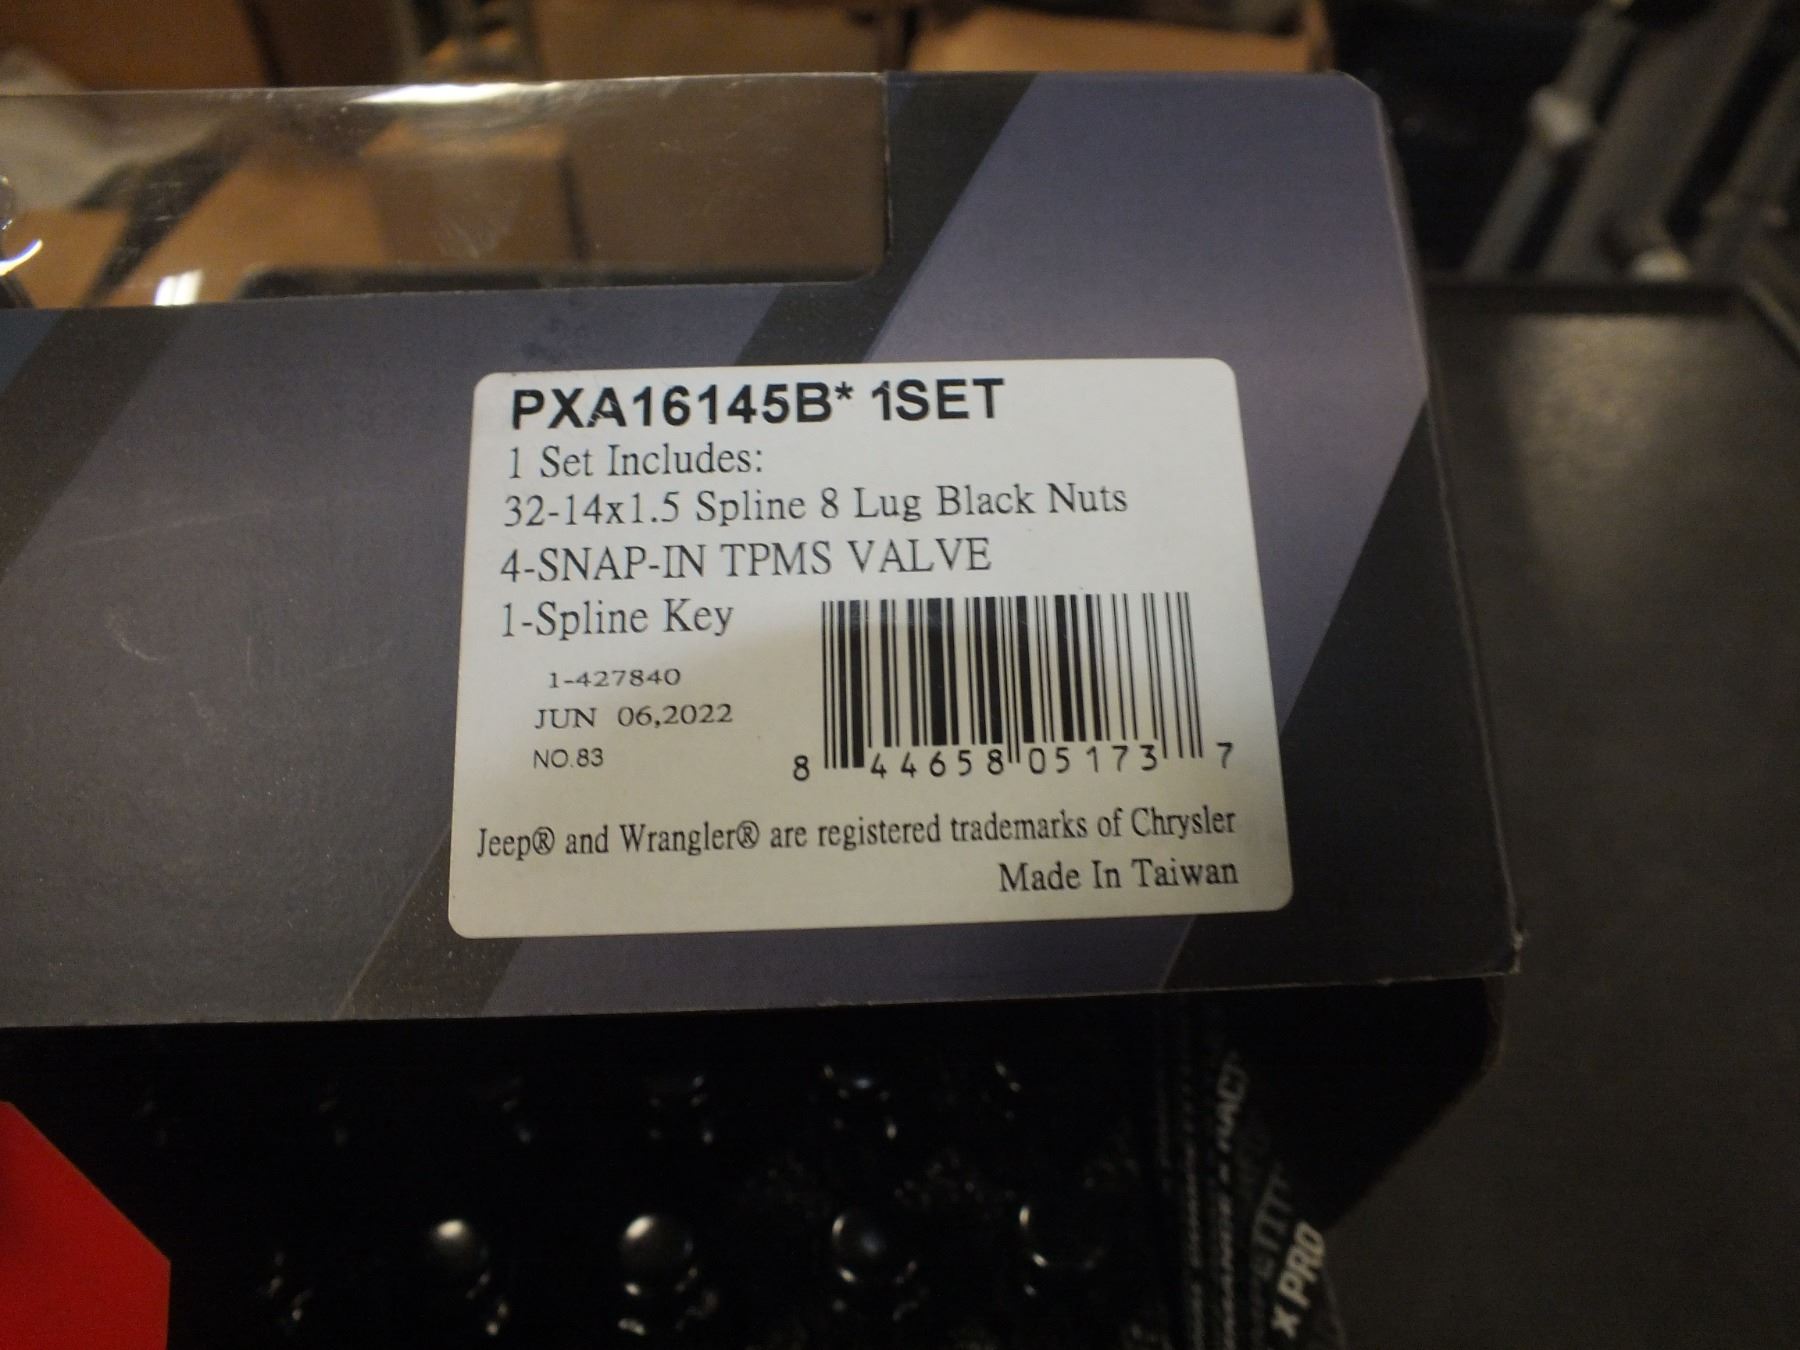 PXA16145B* 1SET
1 Set Includes:
32-14x1.5 Spline 8 Lug Black Nuts
4-SNAP-IN TPMS VALVE
1-Spline Key
1-427840
JUN 06,2022
NO.83
8 44658 05173 7
Jeep® and Wrangler® are registered trademarks of Chrysler
Made In Taiwan
X PRO